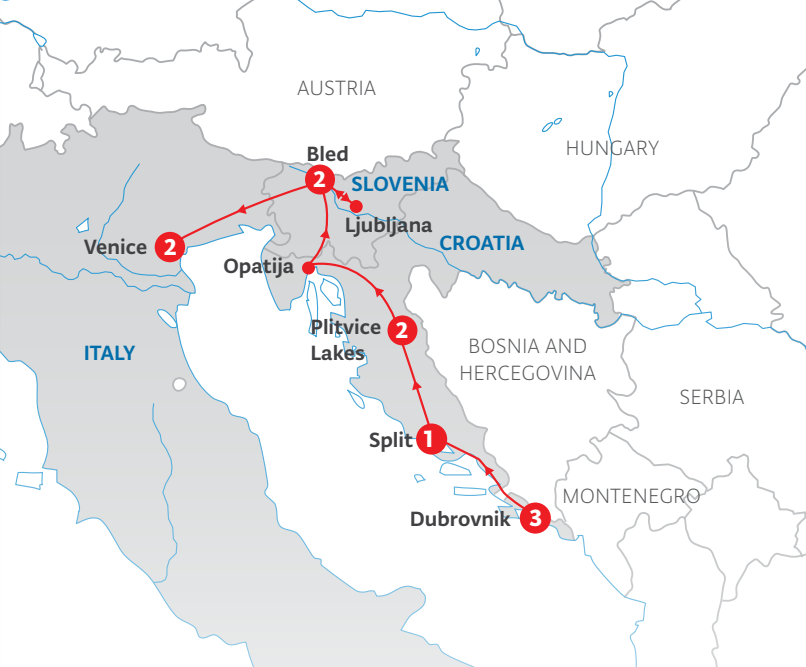 AUSTRIA
HUNGARY
Bled
2
SLOVENIA
Ljubljana
CROATIA
Venice
2
Opatija
Plitvice
Lakes
2
ITALY
BOSNIA AND
HERCEGOVINA
SERBIA
Split
1
MONTENEGRO
Dubrovnik
3